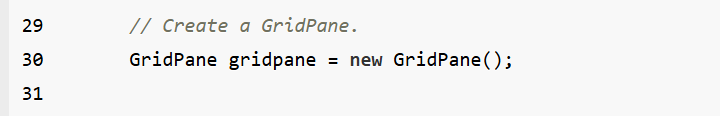 29 // Create a GridPane.
30 GridPane gridpane = new GridPane();
31